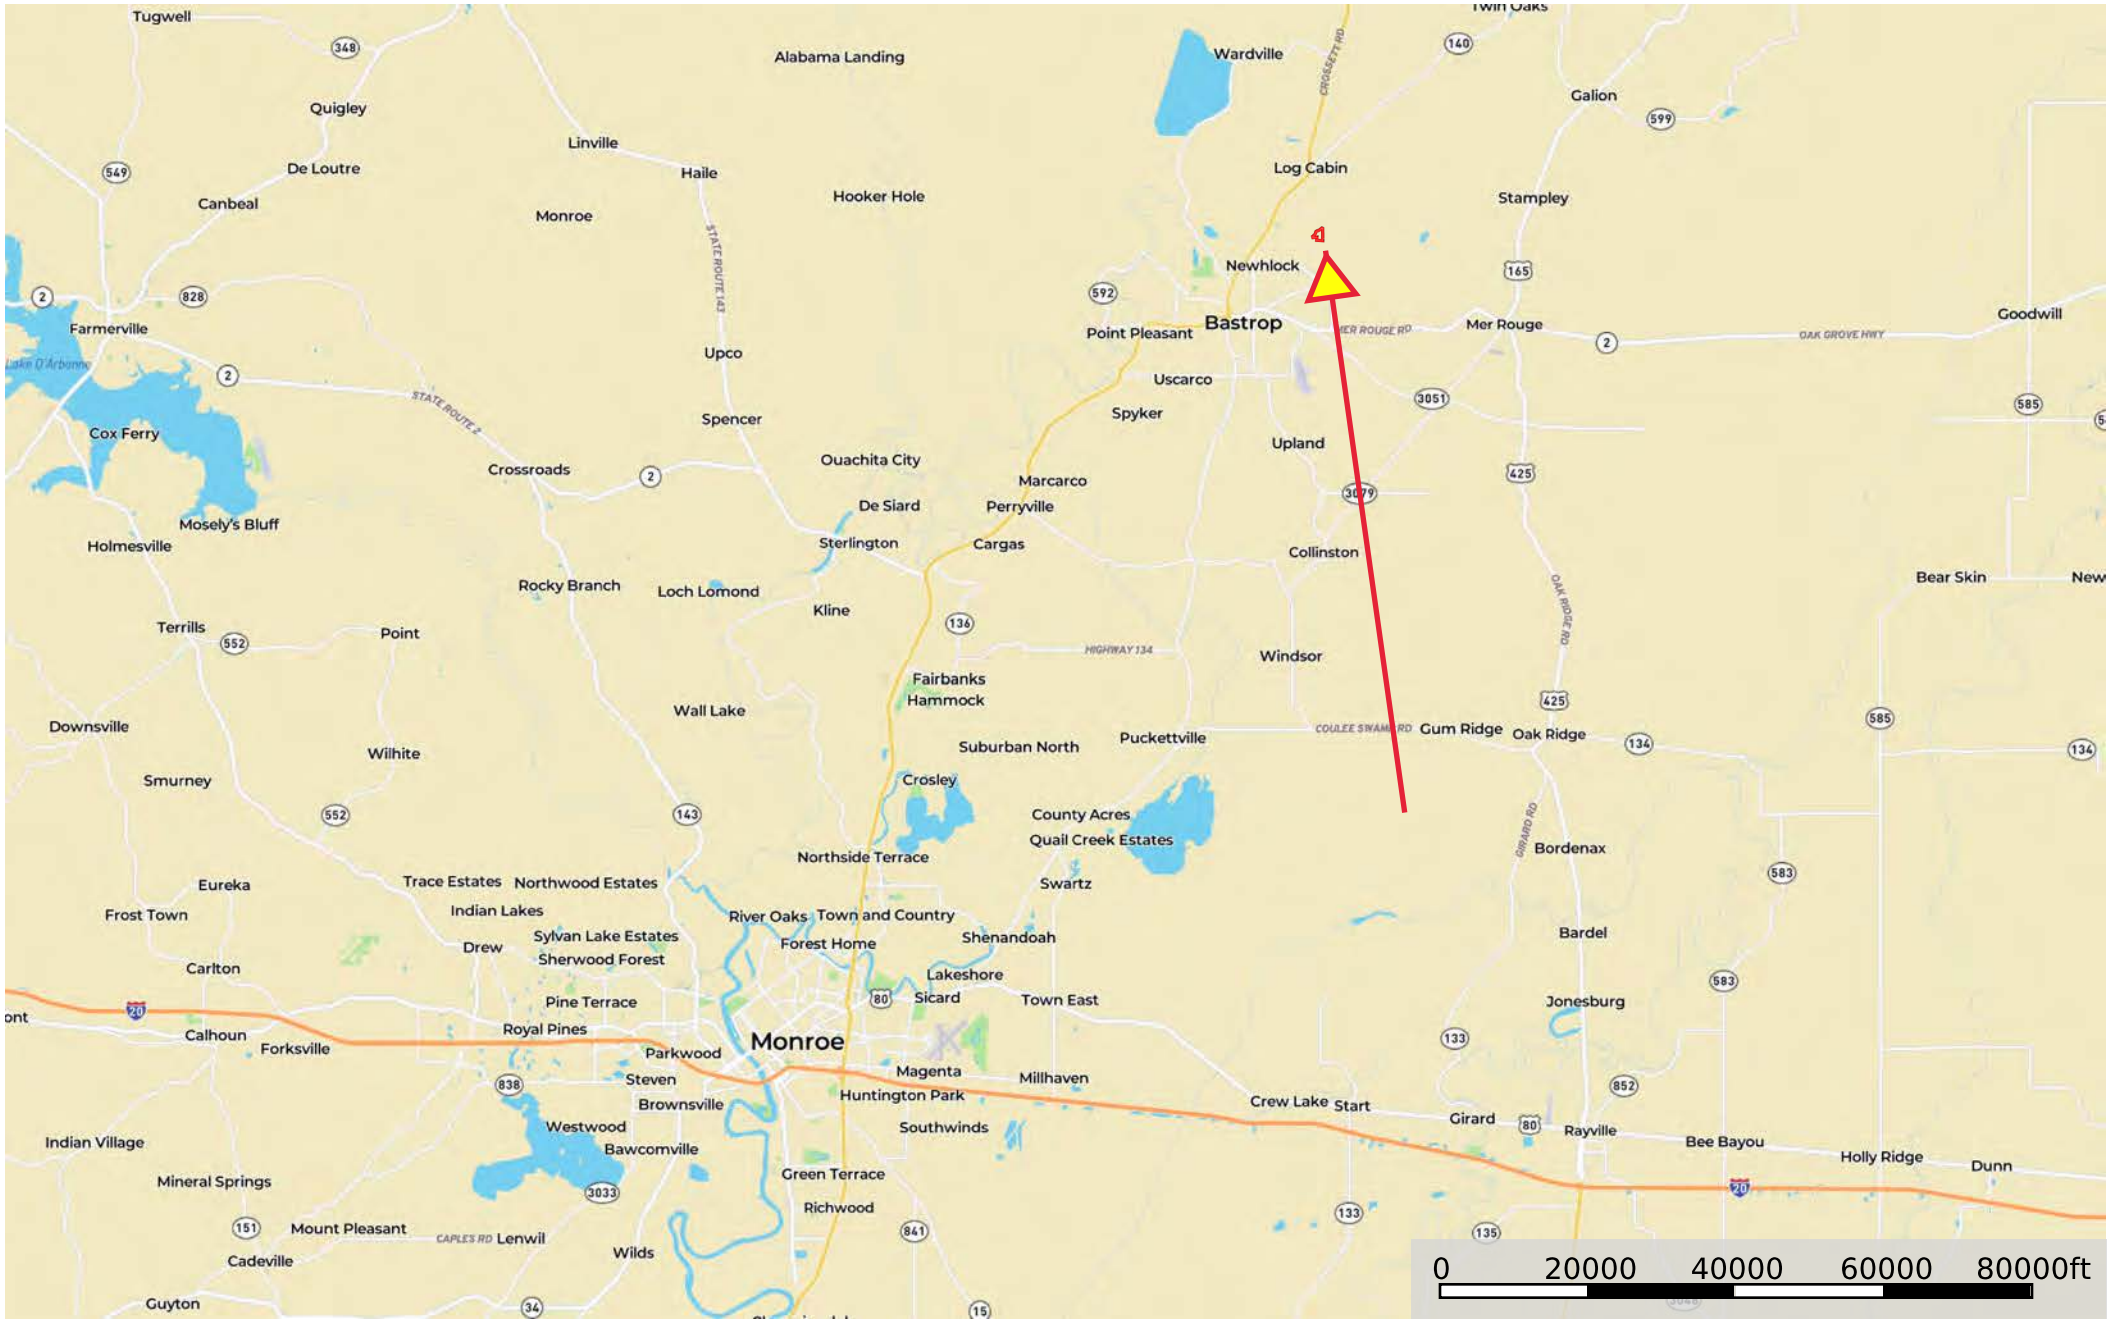 Tugwell
Twin Oaks
348
Alabama Landing
Wardville
CROSSETT RD
140
Quigley
Galion
599
Linville
549
De Loutre
Haile
Log Cabin
Canbeal
Monroe
Hooker Hole
Stampley
STATE ROUTE 143
Newhlock
165
2
828
592
Farmerville
Point Pleasant
Bastrop
MER ROUGE RD
Mer Rouge
2
OAK GROVE HWY
Goodwill
Lake D'Arbonne
Upco
2
STATE ROUTE 2
Uscarco
3051
585
Cox Ferry
Spencer
Spyker
Upland
Crossroads
2
Ouachita City
Marcarco
425
Mosely's Bluff
De Siard
Perryville
3079
Holmesville
Sterlington
Cargas
Collinston
Rocky Branch
Loch Lomond
Kline
OAK RIDGE RD
Bear Skin
New
Terrills
552
Point
136
HIGHWAY 134
Windsor
Fairbanks
Hammock
425
Downsville
Wall Lake
585
Wilhite
Suburban North
Puckettville
COULEE SWAMP RD
Gum Ridge
Oak Ridge
134
134
Smurney
Crosley
552
143
County Acres
Quail Creek Estates
GIRARD RD
Bordenax
Northside Terrace
583
Eureka
Trace Estates
Northwood Estates
Swartz
Frost Town
Indian Lakes
River Oaks
Town and Country
Drew
Sylvan Lake Estates
Forest Home
Shenandoah
Bardel
Sherwood Forest
Carlton
Lakeshore
583
20
Pine Terrace
80
Sicard
Town East
Jonesburg
ont
Calhoun
Forksville
Royal Pines
Parkwood
Monroe
133
838
Steven
Magenta
Millhaven
852
Brownsville
Huntington Park
Crew Lake
Start
Girard
80
Rayville
Indian Village
Westwood
Bawcomville
Southwinds
Bee Bayou
Holly Ridge
Dunn
Mineral Springs
3033
Green Terrace
20
Richwood
133
151
Mount Pleasant
CAPLES RD
Lenwil
Wilds
841
135
Cadeville
0 20000 40000 60000 80000ft
Guyton
34
15
3048